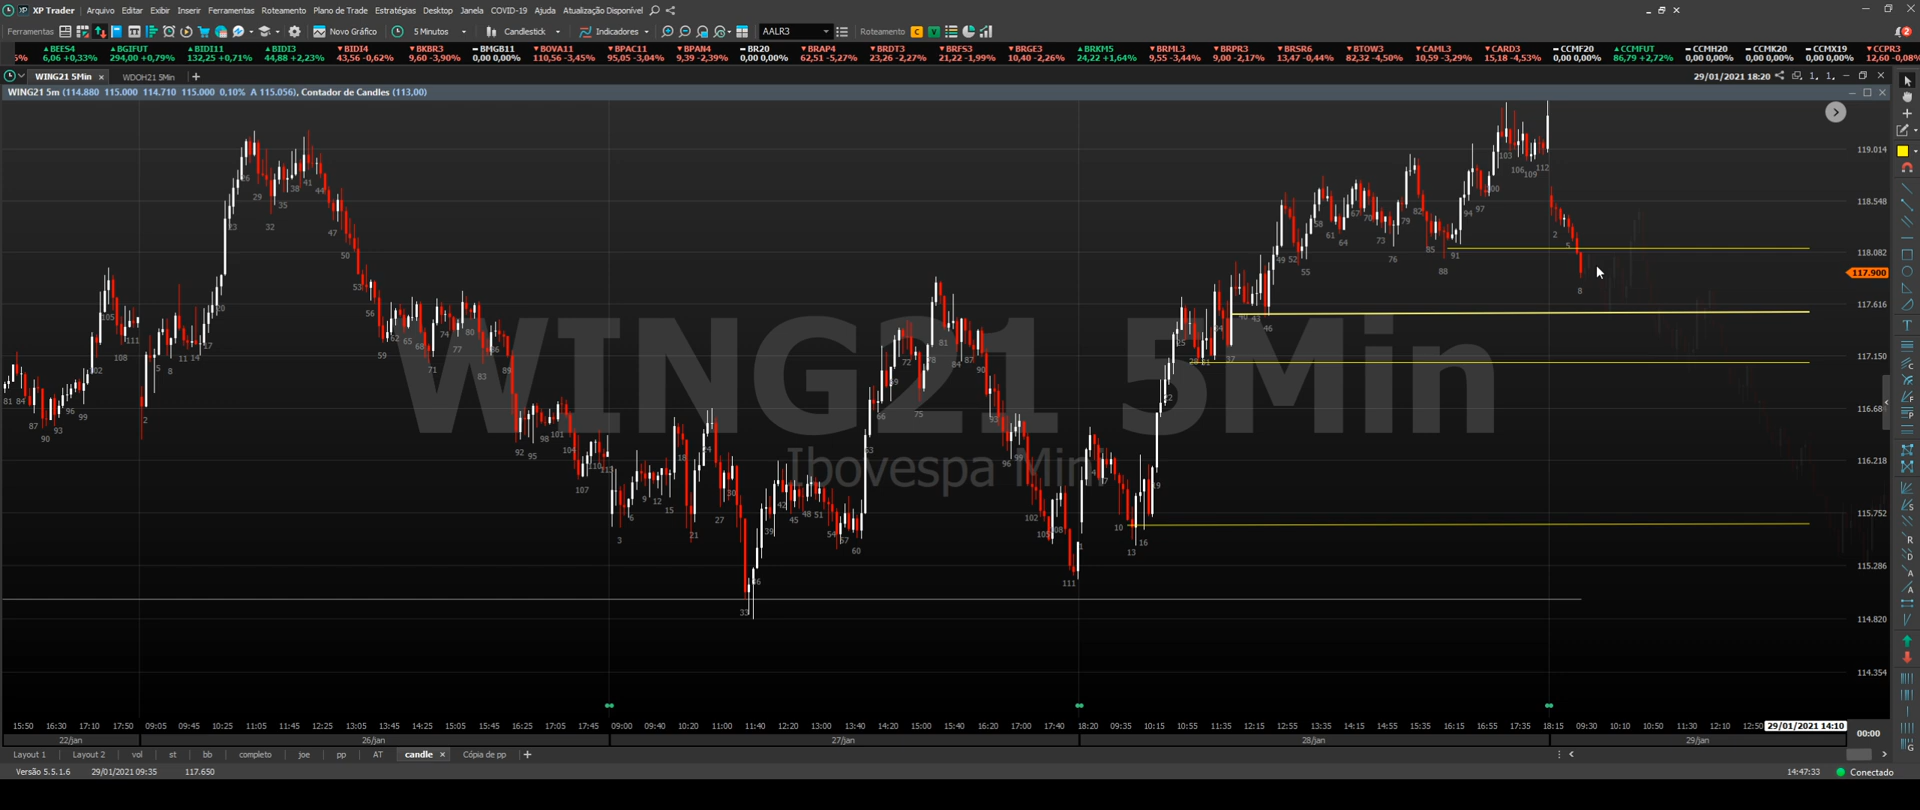 XP Trader Arquivo Editar Exibir Inserir Ferramentas Roteamento Plano de Trade Estratégias Desktop Janela COVID-19 Ajuda Atualização Disponível
Ferramentas Novo Gráfico 5 Minutos Candlestick Indicadores AALR3 Roteamento C V 2
BEES4 BGIFUT BIDI11 BIDI3 BIDI4 BKBR3 BMGB11 BOVA11 BPAC11 BPAN4 BR20 BRAP4 BRDT3 BRFS3 BRGE3 BRKM5 BRML3 BRPR3 BRSR6 BTOW3 CAML3 CARD3 CCMF20 CCMFUT CCMH20 CCMK20 CCMX19 CCPR3
6,06 +0,33% 294,00 +0,79% 132,25 +0,71% 44,88 +2,23% 43,56 -0,62% 9,60 -3,90% 0,00 0,00% 110,56 -3,45% 95,05 -3,04% 9,39 -2,39% 0,00 0,00% 62,51 -5,27% 23,26 -2,27% 21,22 -1,99% 10,40 -2,26% 24,22 +1,64% 9,55 -3,44% 9,00 -2,17% 13,47 -0,44% 82,32 -4,50% 10,59 -3,29% 15,18 -4,53% 0,00 0,00% 86,79 +2,72% 0,00 0,00% 0,00 0,00% 0,00 0,00% 12,60 -0,08%
WING21 5Min WDOH21 5Min
29/01/2021 18:20
WING21 5m (114.880 115.000 114.710 115.000 0,10% A 115.056), Contador de Candles (113,00)
119.014
118.548
118.082
117.900
117.616
117.150
116.68
116.218
115.752
115.286
114.820
114.354
WING21 5Min
Ibovespa Mini
15:50 16:30 17:10 17:50 09:05 09:45 10:25 11:05 11:45 12:25 13:05 13:45 14:25 15:05 15:45 16:25 17:05 17:45 09:00 09:40 10:20 11:00 11:40 12:20 13:00 13:40 14:20 15:00 15:40 16:20 17:00 17:40 18:20 09:35 10:15 10:55 11:35 12:15 12:55 13:35 14:15 14:55 15:35 16:15 16:55 17:35 18:15 09:30 10:10 10:50 11:30 12:10 12:50 29/01/2021 14:10
00:00
22/jan 26/jan 27/jan 28/jan 29/jan
Layout 1 Layout 2 vol st bb completo joe pp AT candle Cópia de pp
Versão 5.5.1.6 29/01/2021 09:35 117.650 14:47:33 Conectado